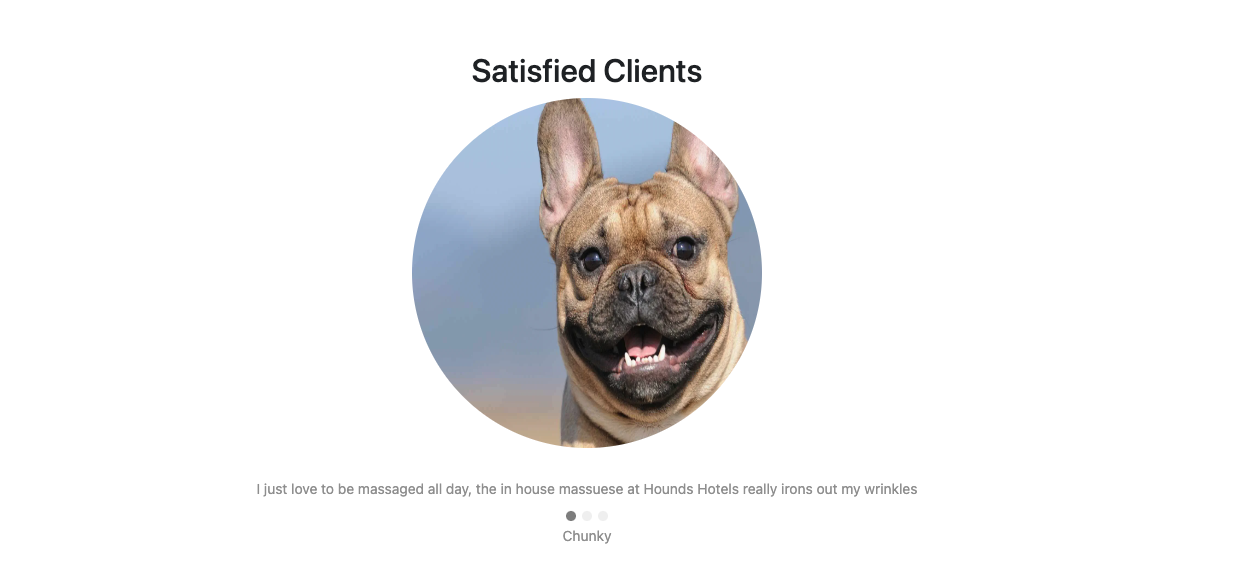 Satisfied Clients
I just love to be massaged all day, the in house massuese at Hounds Hotels really irons out my wrinkles
Chunky